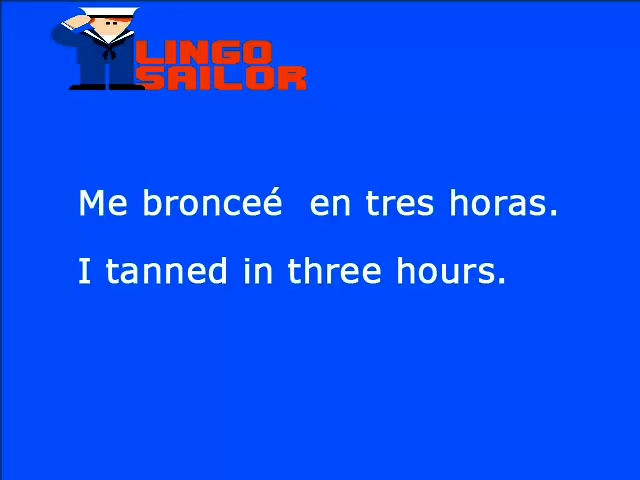 LINGO
SAILOR
Me bronceé  en tres horas.
I tanned in three hours.